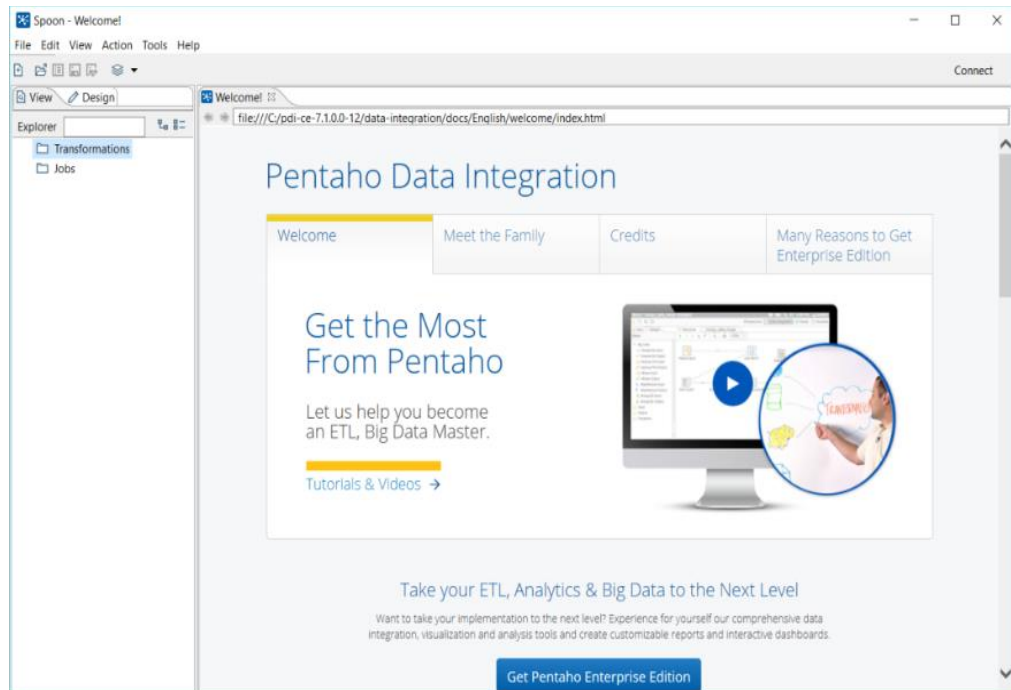 Spoon - Welcome!
File Edit View Action Tools Help
Connect
View Design
Welcome!
Explorer
file:///C:/pdi-ce-7.1.0.0-12/data-integration/docs/English/welcome/index.html
Transformations
Jobs
Pentaho Data Integration
Welcome
Meet the Family
Credits
Many Reasons to Get
Enterprise Edition
Get the Most
From Pentaho
Let us help you become
an ETL, Big Data Master.
Tutorials & Videos →
Take your ETL, Analytics & Big Data to the Next Level
Want to take your implementation to the next level? Experience for yourself our comprehensive data
integration, visualization and analysis tools and create customizable reports and interactive dashboards.
Get Pentaho Enterprise Edition